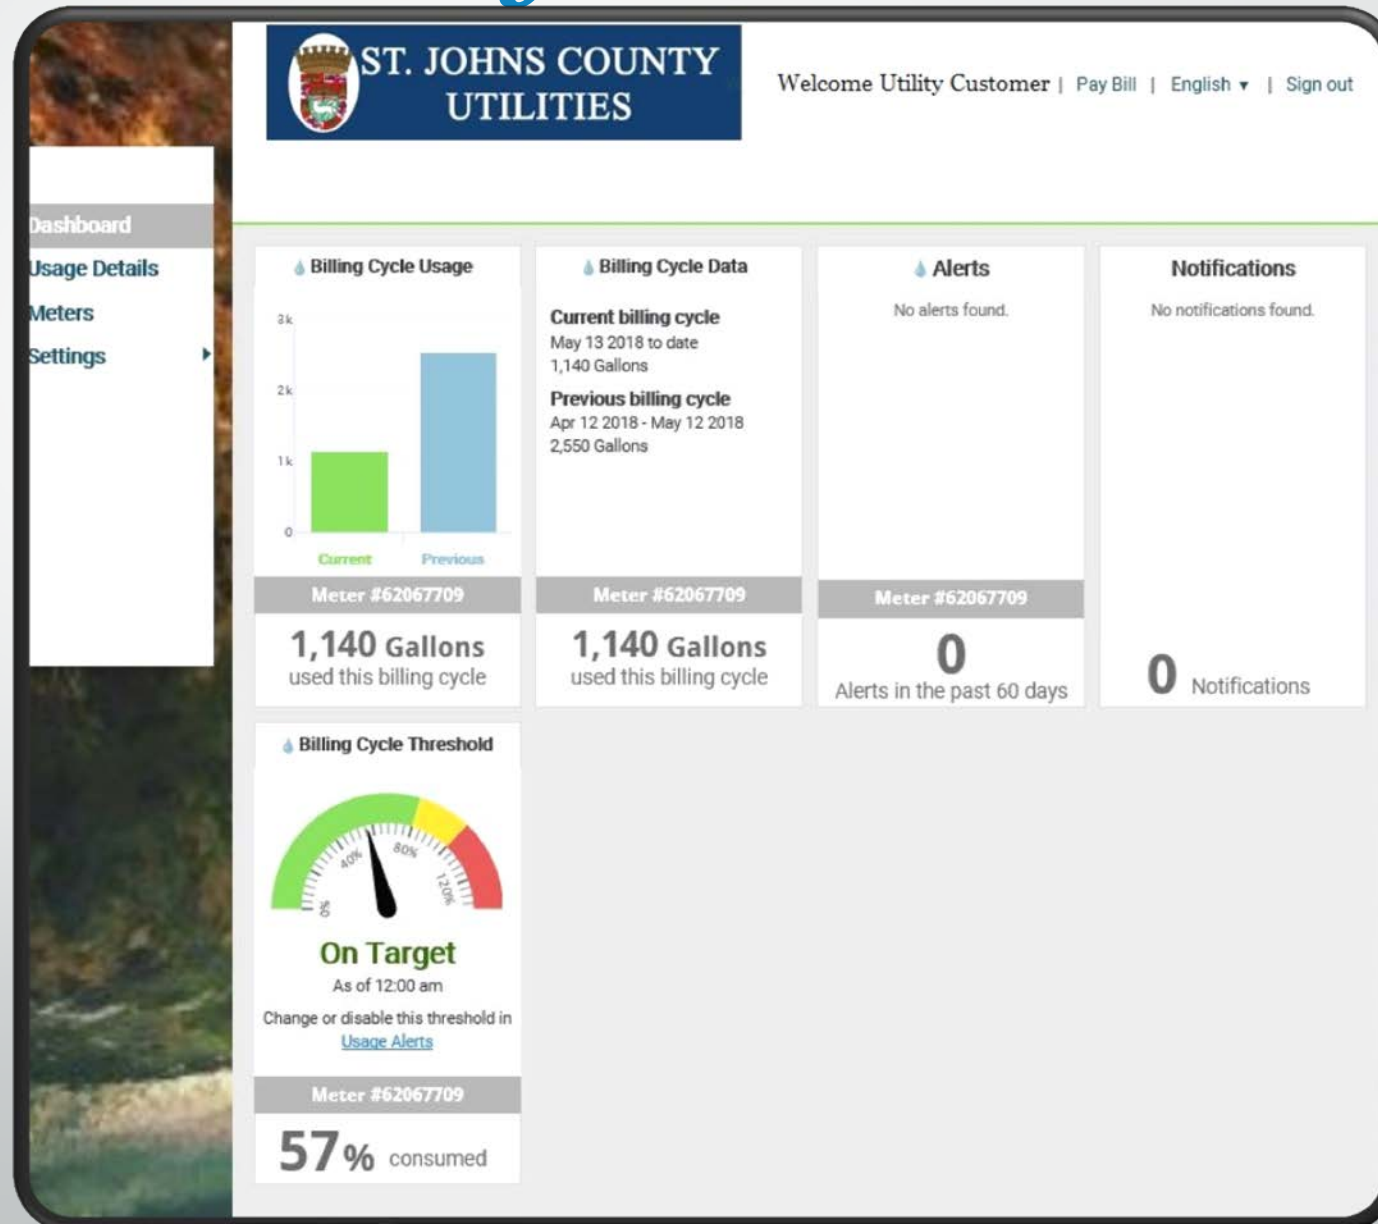 ST. JOHNS COUNTY
UTILITIES
Welcome Utility Customer | Pay Bill | English ▾ | Sign out
Dashboard
Usage Details
Meters
Settings
Billing Cycle Usage
3k
2k
1k
0
Current Previous
Meter #62067709
1,140 Gallons
used this billing cycle
Billing Cycle Data
Current billing cycle
May 13 2018 to date
1,140 Gallons
Previous billing cycle
Apr 12 2018 - May 12 2018
2,550 Gallons
Meter #62067709
1,140 Gallons
used this billing cycle
Alerts
No alerts found.
Meter #62067709
0
Alerts in the past 60 days
Notifications
No notifications found.
0 Notifications
Billing Cycle Threshold
0%
40%
80%
120%
On Target
As of 12:00 am
Change or disable this threshold in
Usage Alerts
Meter #62067709
57% consumed